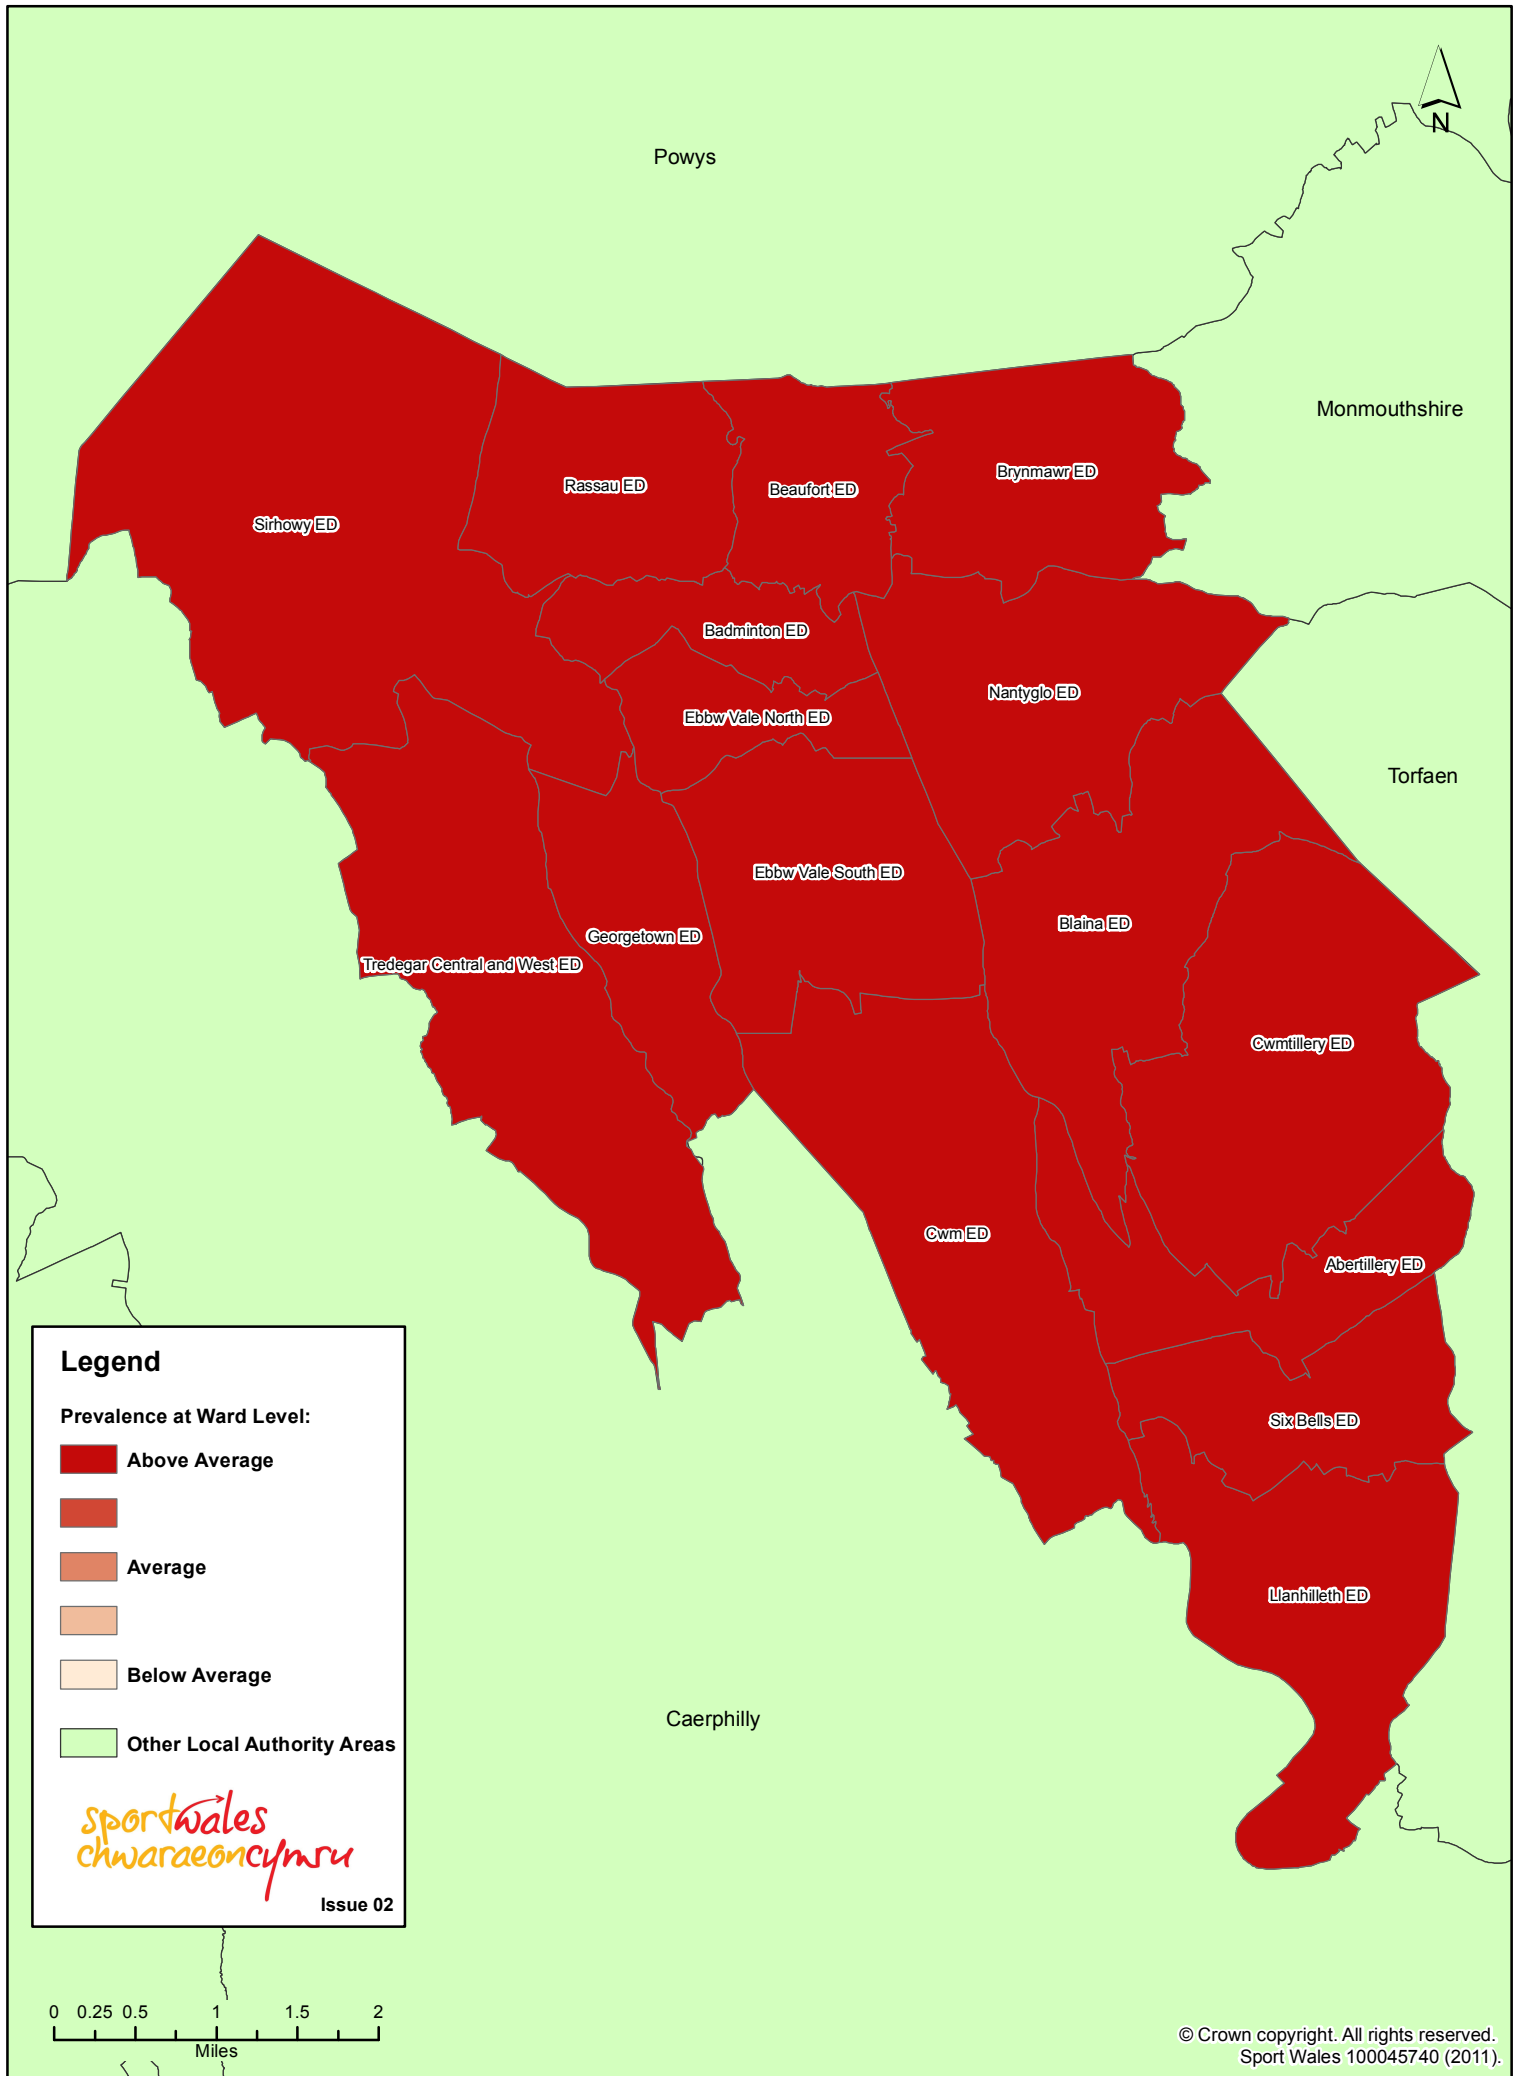 N
Powys
Monmouthshire
Brynmawr ED
Rassau ED
Beaufort ED
Sirhowy ED
Badminton ED
Nantyglo ED
Ebbw Vale North ED
Torfaen
Ebbw Vale South ED
Blaina ED
Georgetown ED
Tredegar Central and West ED
Cwmtillery ED
Cwm ED
Abertillery ED
Six Bells ED
Llanhilleth ED
Caerphilly
Legend
Prevalence at Ward Level:
Above Average
Average
Below Average
Other Local Authority Areas
sportwales
chwaraeoncymru
Issue 02
0 0.25 0.5 1 1.5 2
Miles
© Crown copyright. All rights reserved.
Sport Wales 100045740 (2011).